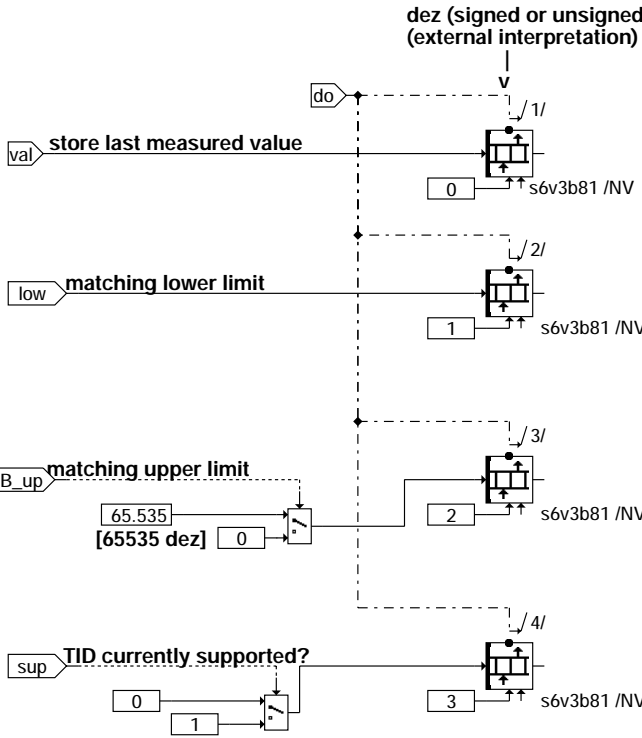 dez (signed or unsigned
(external interpretation)
v
do
1/
val
store last measured value
0
s6v3b81 /NV
2/
low
matching lower limit
1
s6v3b81 /NV
3/
B_up
matching upper limit
65.535
[65535 dez]
0
2
s6v3b81 /NV
4/
sup
TID currently supported?
0
1
3
s6v3b81 /NV